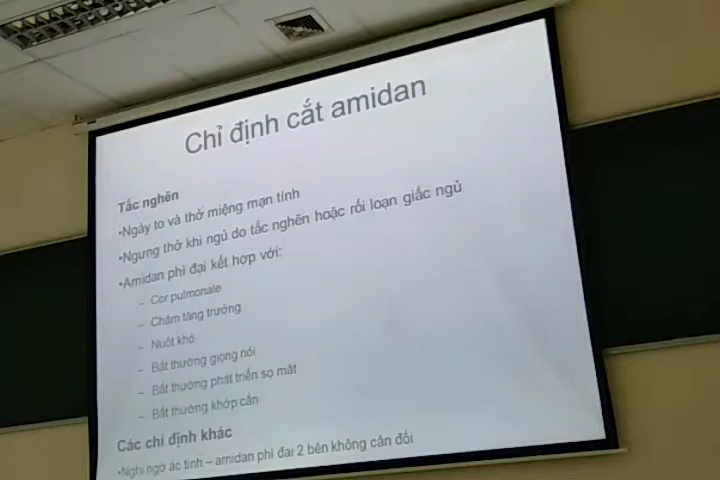 Chỉ định cắt amidan
Tắc nghẽn
•Ngáy to và thở miệng mạn tính
•Ngưng thở khi ngủ do tắc nghẽn hoặc rối loạn giấc ngủ
•Amidan phì đại kết hợp với:
– Cor pulmonale
– Chậm tăng trưởng
– Nuốt khó
– Bất thường giọng nói
– Bất thường phát triển sọ mặt
– Bất thường khớp cắn
Các chỉ định khác
•Nghi ngờ ác tính – amidan phì đại 2 bên không cân đối